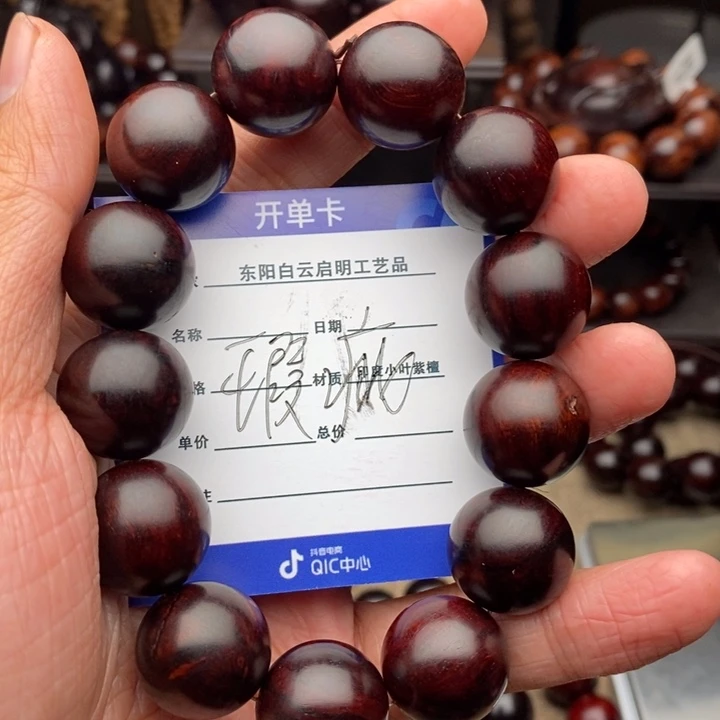 开单卡
东阳白云启明工艺品
名称 日期
格 材质 印度小叶紫檀
瑕疵
单价 总价
抖音电商
QIC中心